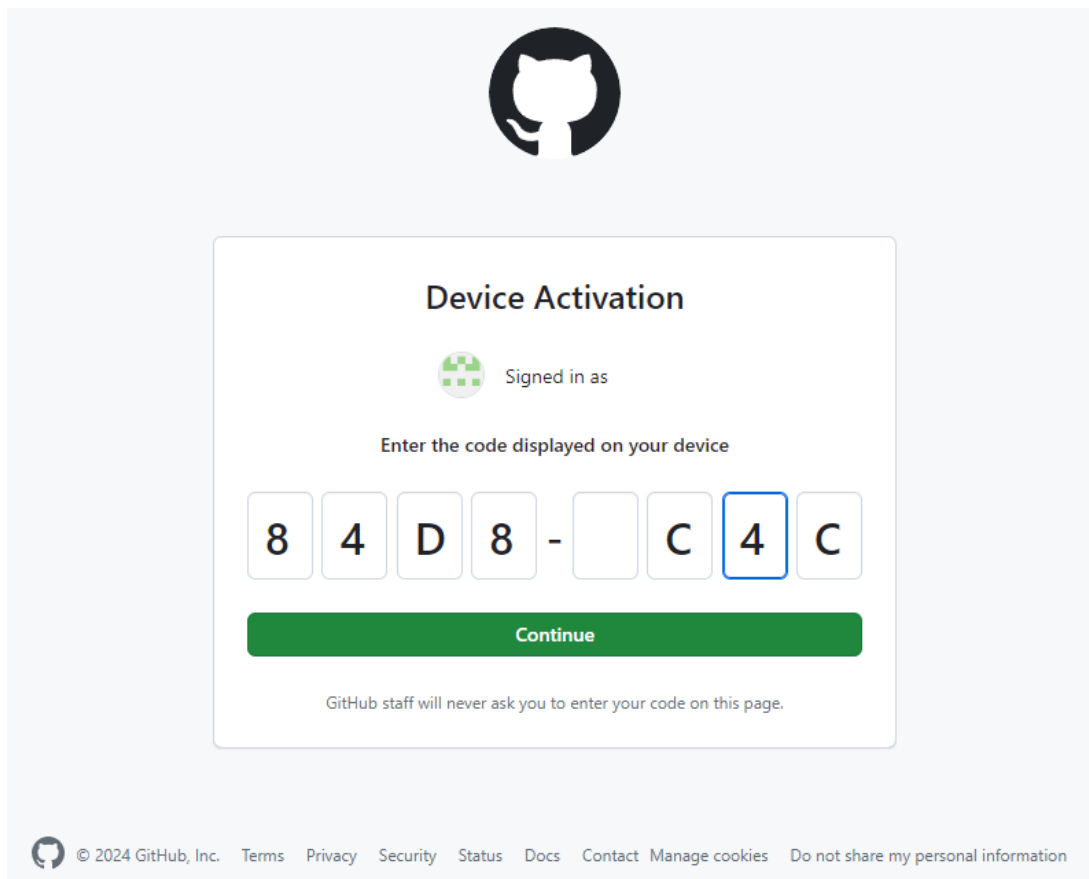 Device Activation
Signed in as
Enter the code displayed on your device
8 4 D 8 - C 4 C
Continue
GitHub staff will never ask you to enter your code on this page.
© 2024 GitHub, Inc. Terms Privacy Security Status Docs Contact Manage cookies Do not share my personal information